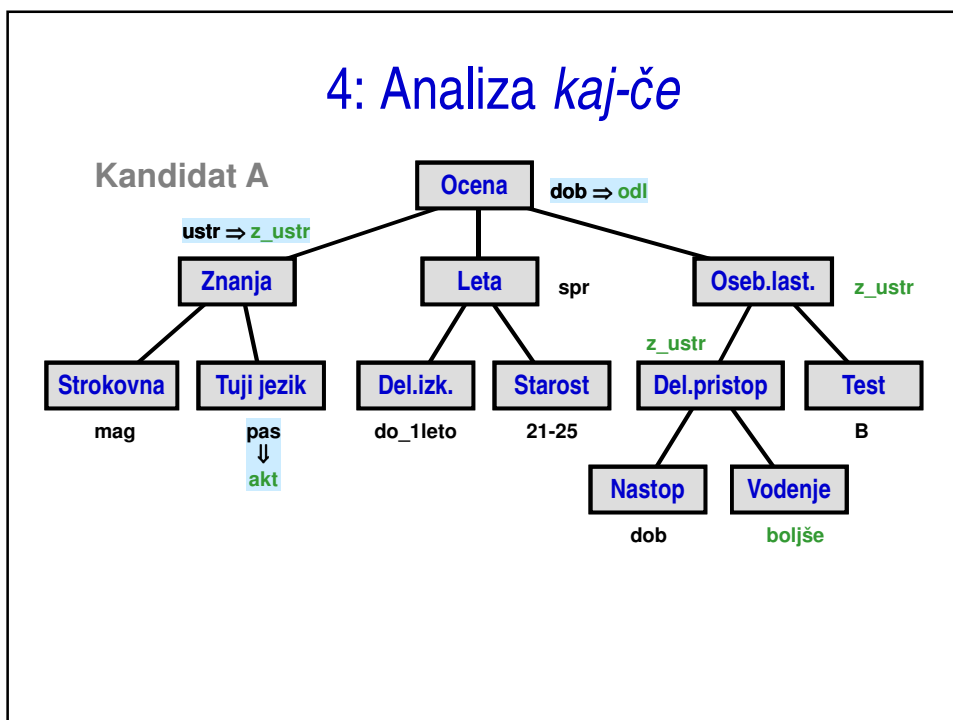 4: Analiza kaj-če
Kandidat A
Ocena
dob ⇒ odl
ustr ⇒ z_ustr
Znanja
Leta
spr
Oseb.last.
z_ustr
z_ustr
Strokovna
Tuji jezik
Del.izk.
Starost
Del.pristop
Test
mag
pas
⇓
akt
do_1leto
21-25
B
Nastop
Vodenje
dob
boljše